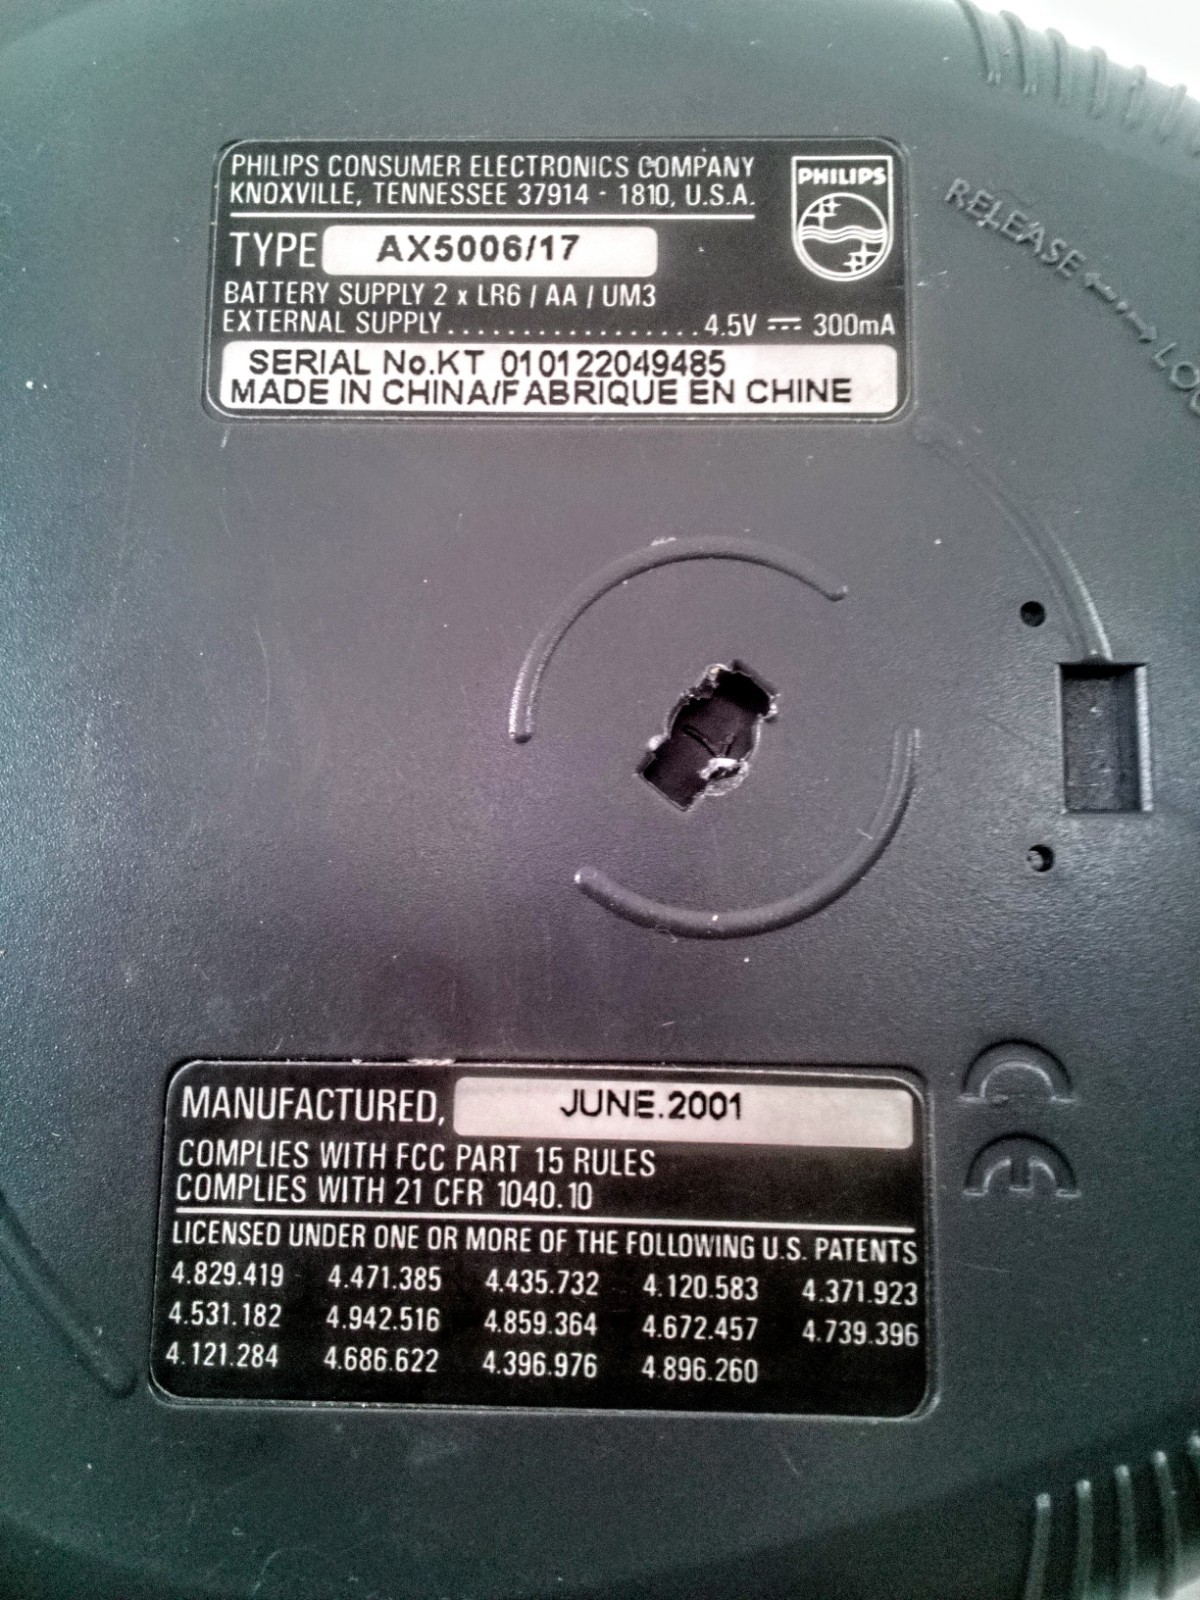 PHILIPS CONSUMER ELECTRONICS COMPANY
KNOXVILLE, TENNESSEE 37914 - 1810, U.S.A.
PHILIPS
TYPE AX5006/17
BATTERY SUPPLY 2 x LR6 / AA / UM3
EXTERNAL SUPPLY.......................4.5V ⎓ 300mA
SERIAL No.KT 010122049485
MADE IN CHINA/FABRIQUE EN CHINE
RELEASE ←···→
MANUFACTURED, JUNE.2001
COMPLIES WITH FCC PART 15 RULES
COMPLIES WITH 21 CFR 1040.10
LICENSED UNDER ONE OR MORE OF THE FOLLOWING U.S. PATENTS
4.829.419 4.471.385 4.435.732 4.120.583 4.371.923
4.531.182 4.942.516 4.859.364 4.672.457 4.739.396
4.121.284 4.686.622 4.396.976 4.896.260
CE